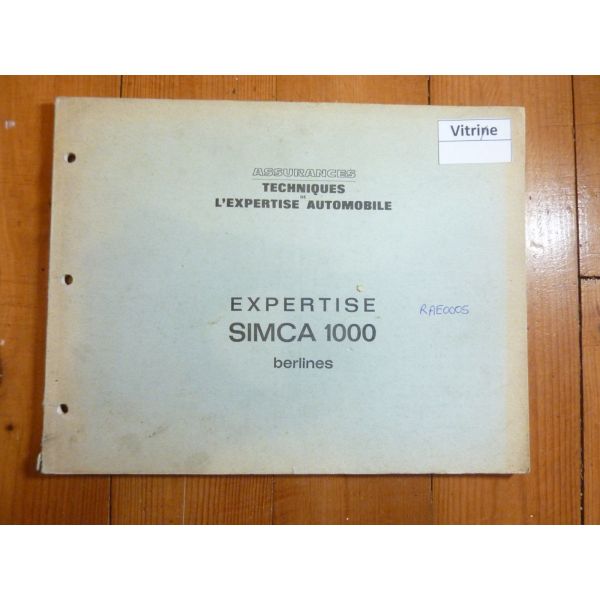 Vitrine
ASSURANCES
TECHNIQUES
DE
L'EXPERTISE AUTOMOBILE
EXPERTISE
RAE0005
SIMCA 1000
berlines